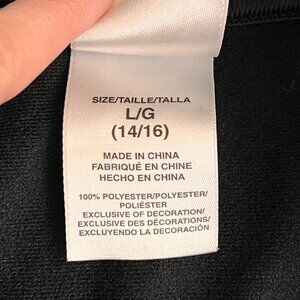 SIZE/TAILLE/TALLA
L/G
(14/16)
MADE IN CHINA
FABRIQUÉ EN CHINE
HECHO EN CHINA
100% POLYESTER/POLYESTER/
POLIÉSTER
EXCLUSIVE OF DECORATION/
EXCLUSIVE DES DÉCORATIONS/
EXCLUYENDO LA DECORACIÓN